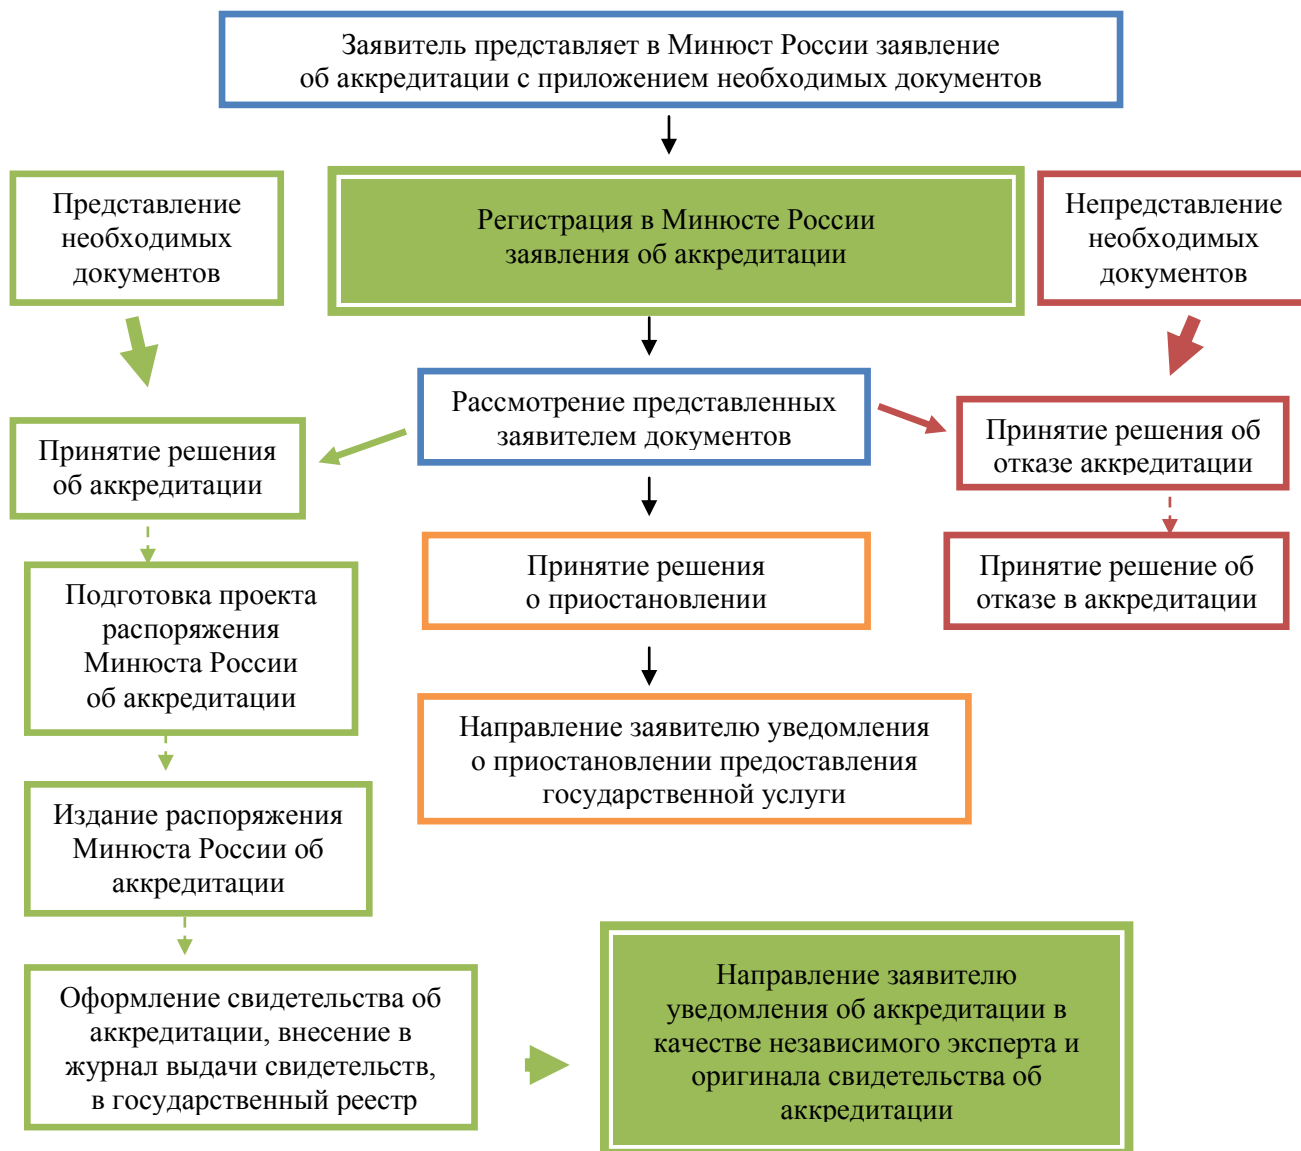 Заявитель представляет в Минюст России заявление
об аккредитации с приложением необходимых документов
Представление
необходимых
документов
Регистрация в Минюсте России
заявления об аккредитации
Непредставление
необходимых
документов
Рассмотрение представленных
заявителем документов
Принятие решения
об аккредитации
Принятие решения об
отказе аккредитации
Принятие решения
о приостановлении
Принятие решение об
отказе в аккредитации
Подготовка проекта
распоряжения
Минюста России
об аккредитации
Направление заявителю уведомления
о приостановлении предоставления
государственной услуги
Издание распоряжения
Минюста России об
аккредитации
Оформление свидетельства об
аккредитации, внесение в
журнал выдачи свидетельств,
в государственный реестр
Направление заявителю
уведомления об аккредитации в
качестве независимого эксперта и
оригинала свидетельства об
аккредитации